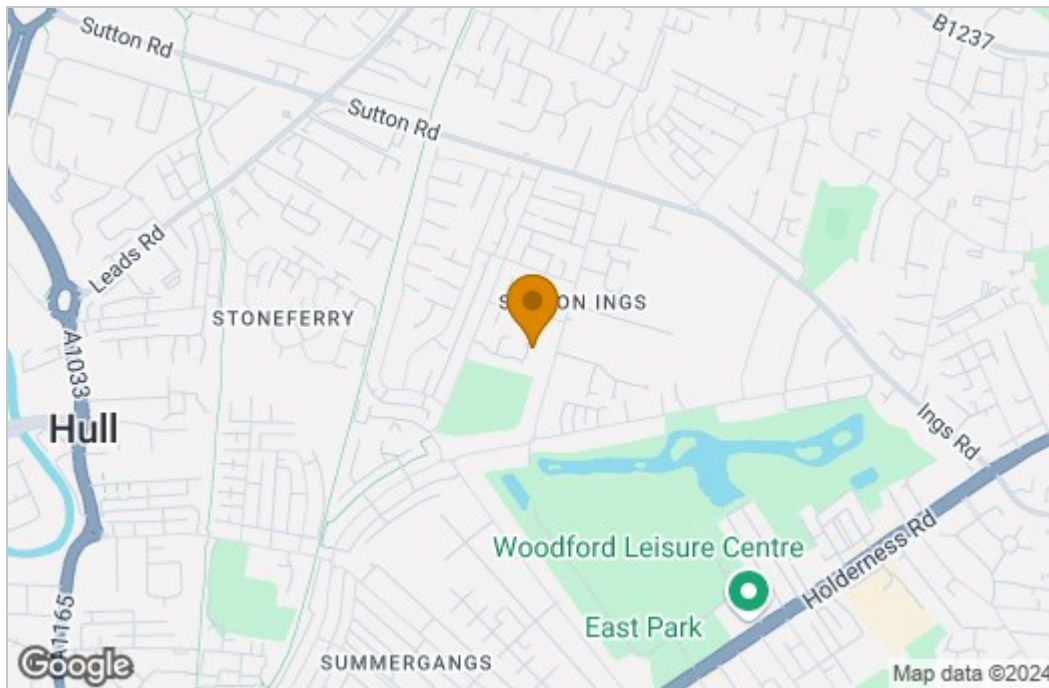 Sutton Rd
B1237
Sutton Rd
Leads Rd
S ON INGS
STONEFERRY
A1033
Hull
Ings Rd
Woodford Leisure Centre
Holderness Rd
East Park
A1165
SUMMERGANGS
Google
Map data ©2024